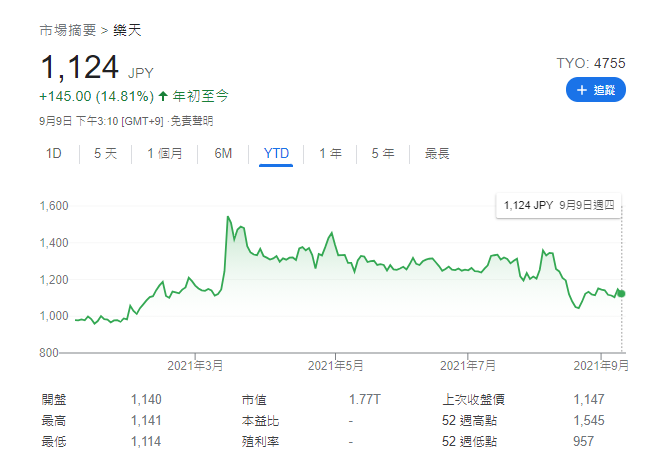 市場摘要 > 樂天
1,124 JPY
TYO: 4755
+145.00 (14.81%) ↑ 年初至今
+ 追蹤
9月9日 下午3:10 [GMT+9] · 免責聲明
1D 5 天 1 個月 6M YTD 1 年 5 年 最長
1,124 JPY 9月9日週四
1,600
1,400
1,200
1,000
800
2021年3月 2021年5月 2021年7月 2021年9月
開盤 1,140 市值 1.77T 上次收盤價 1,147
最高 1,141 本益比 - 52 週高點 1,545
最低 1,114 殖利率 - 52 週低點 957